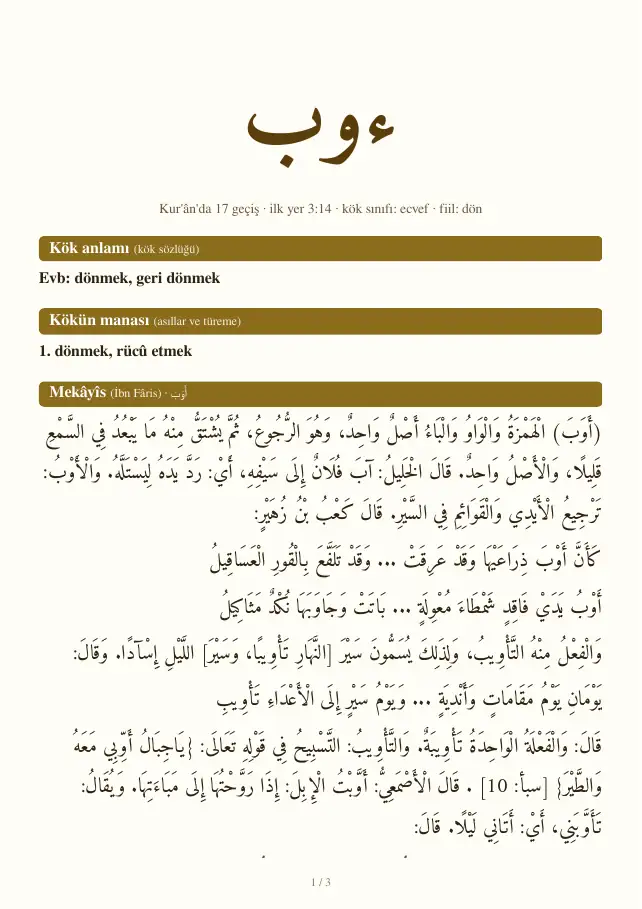 ءوب
Kur'ân'da 17 geçiş · ilk yer 3:14 · kök sınıfı: ecvef · fiil: dön
Kök anlamı (kök sözlüğü)
Evb: dönmek, geri dönmek
Kökün manası (asıllar ve türeme)
1. dönmek, rücû etmek
Mekâyîs (İbn Fâris) · أَوَبَ
(أَوَبَ) الْهَمْزَةُ وَالْوَاوُ وَالْبَاءُ أَصْلٌ وَاحِدٌ، وَهُوَ الرُّجُوعُ، ثُمَّ يُشْتَقُّ مِنْهُ مَا يَبْعُدُ فِي السَّمْعِ
قَلِيلًا، وَالْأَصْلُ وَاحِدٌ. قَالَ الْخَلِيلُ: آبَ فُلَانٌ إِلَى سَيْفِهِ، أَيْ: رَدَّ يَدَهُ لِيَسْتَلَّهُ. وَالْأَوْبُ:
تَرْجِيعُ الْأَيْدِي وَالْقَوَائِمِ فِي السَّيْرِ. قَالَ كَعْبُ بْنُ زُهَيْرٍ:
كَأَنَّ أَوْبَ ذِرَاعَيْهَا وَقَدْ عَرِقَتْ ... وَقَدْ تَلَفَّعَ بِالْقُورِ الْعَسَاقِيلُ
أَوْبُ يَدَيْ فَاقِدٍ شَمْطَاءَ مُعْوِلَةٍ ... بَاتَتْ وَجَاوَبَهَا نُكْدٌ مَثَاكِيلُ
وَالْفِعْلُ مِنْهُ التَّأْوِيبُ، وَلِذَلِكَ يُسَمُّونَ سَيْرَ [النَّهَارِ تَأْوِيبًا، وَسَيْرَ] اللَّيْلِ إِسْآدًا. وَقَالَ:
يَوْمَانِ يَوْمُ مَقَامَاتٍ وَأَنْدِيَةٍ ... وَيَوْمُ سَيْرٍ إِلَى الْأَعْدَاءِ تَأْوِيبِ
قَالَ: وَالْفَعْلَةُ الْوَاحِدَةُ تَأْوِيبَةٌ. وَالتَّأْوِيبُ: التَّسْبِيحُ فِي قَوْلِهِ تَعَالَى: {يَاجِبَالُ أَوِّبِي مَعَهُ
وَالطَّيْرَ} [سبأ: 10] . قَالَ الْأَصْمَعِيُّ: أَوَّبْتُ الْإِبِلَ: إِذَا رَوَّحْتُهَا إِلَى مَبَاءَتِهَا. وَيُقَالُ:
تَأَوَّبَنِي، أَيْ: أَتَانِي لَيْلًا. قَالَ:
1 / 3